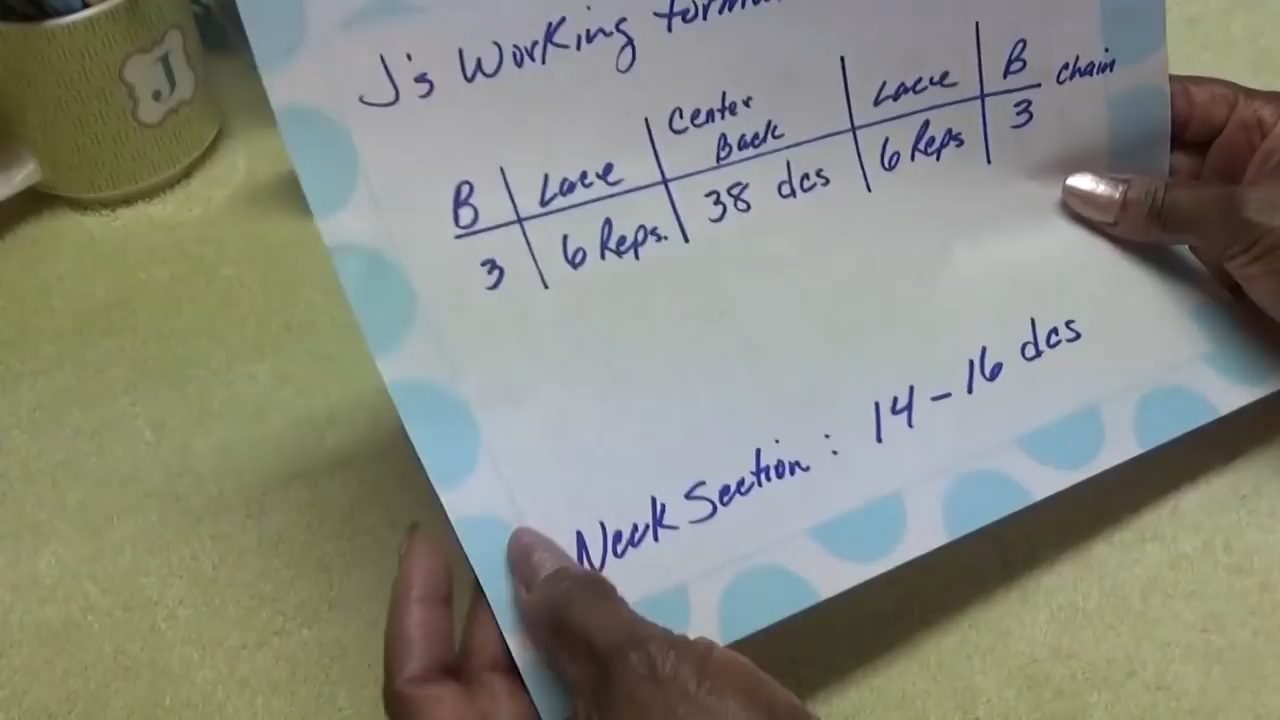 J
J's Working
B | Lace | Center Back | Lace | B chain
3 | 6 Reps. | 38 dcs | 6 Reps | 3
Neck Section : 14 - 16 dcs